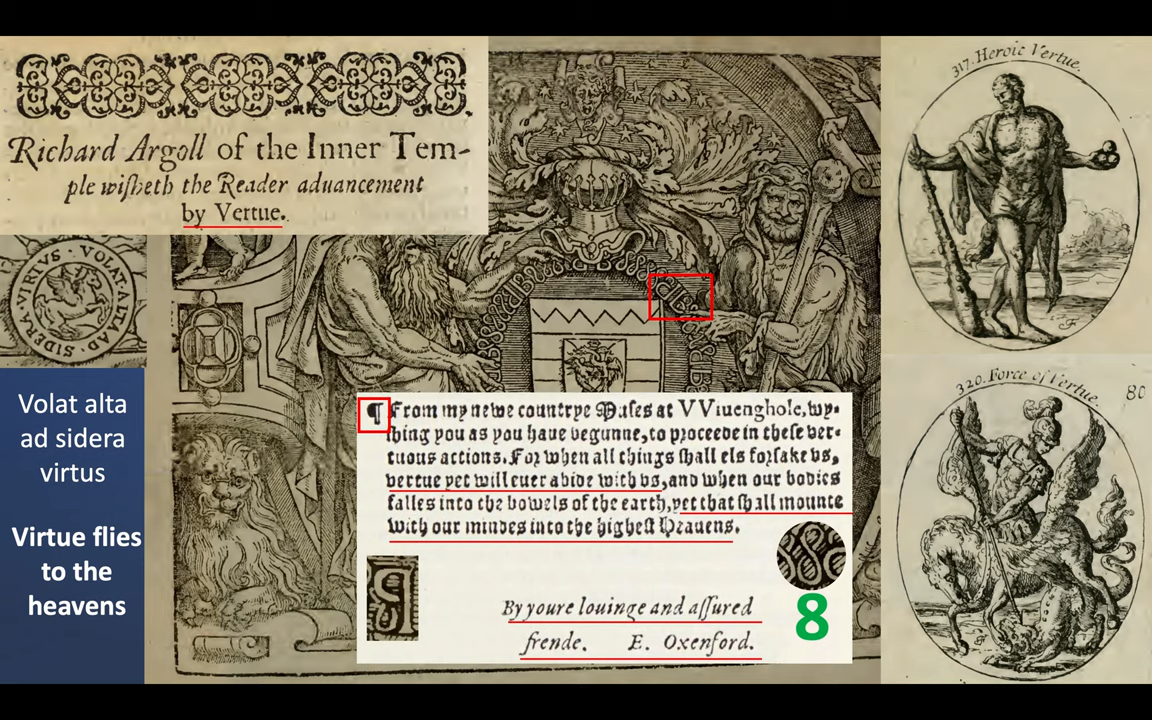 Richard Argoll of the Inner Tem-
ple wiſheth the Reader aduancement
by Vertue.
VOLAT·ALTA·AD·SIDERA·VIRTUS·
Volat alta
ad sidera
virtus
Virtue flies
to the
heavens
¶ From my newe countrye Muses at VViuenghole, wy-
shing you as you haue begunne, to proceede in these ver-
tuous actions. For when all things shall els forsake vs,
vertue yet will euer abide with vs, and when our bodies
falles into the bowels of the earth, yet that shall mounte
with our mindes into the highest Heauens.
By youre louinge and aſſured
frende. E. Oxenford.
8
317. Heroic Vertue.
320. Force of Vertue.
80